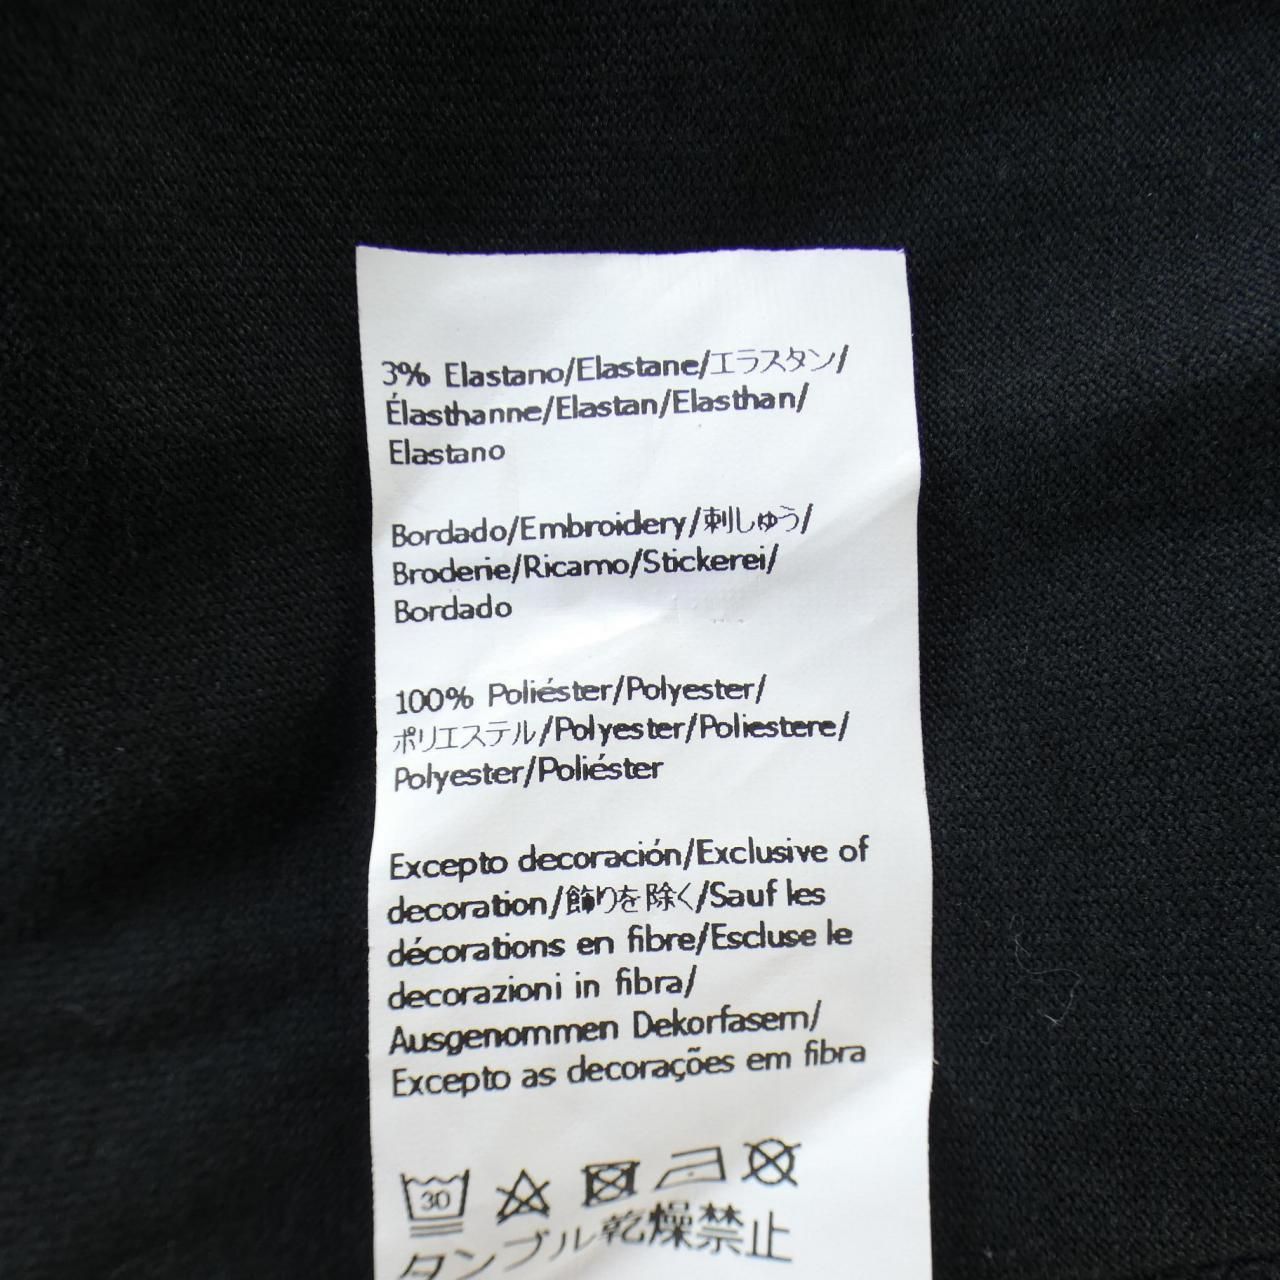 3% Elastano/Elastane/エラスタン/
Élasthanne/Elastan/Elasthan/
Elastano
Bordado/Embroidery/刺しゅう/
Broderie/Ricamo/Stickerei/
Bordado
100% Poliéster/Polyester/
ポリエステル/Polyester/Poliestere/
Polyester/Poliéster
Excepto decoración/Exclusive of
decoration/飾りを除く/Sauf les
décorations en fibre/Escluse le
decorazioni in fibra/
Ausgenommen Dekorfasern/
Excepto as decorações em fibra
30
タンブル乾燥禁止